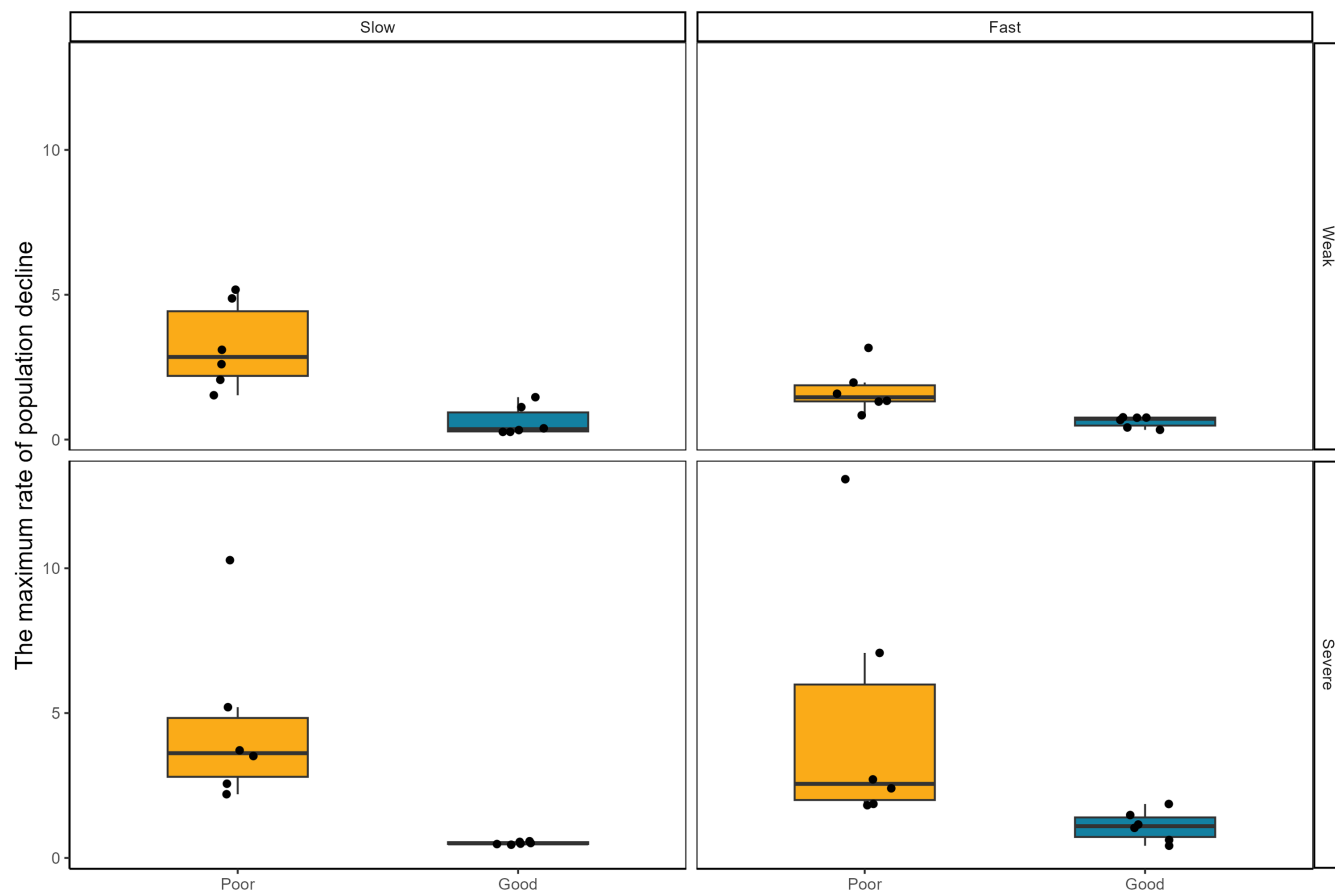 Slow
Fast
The maximum rate of population decline
10
5
0
Weak
10
5
0
Severe
Poor
Good
Poor
Good